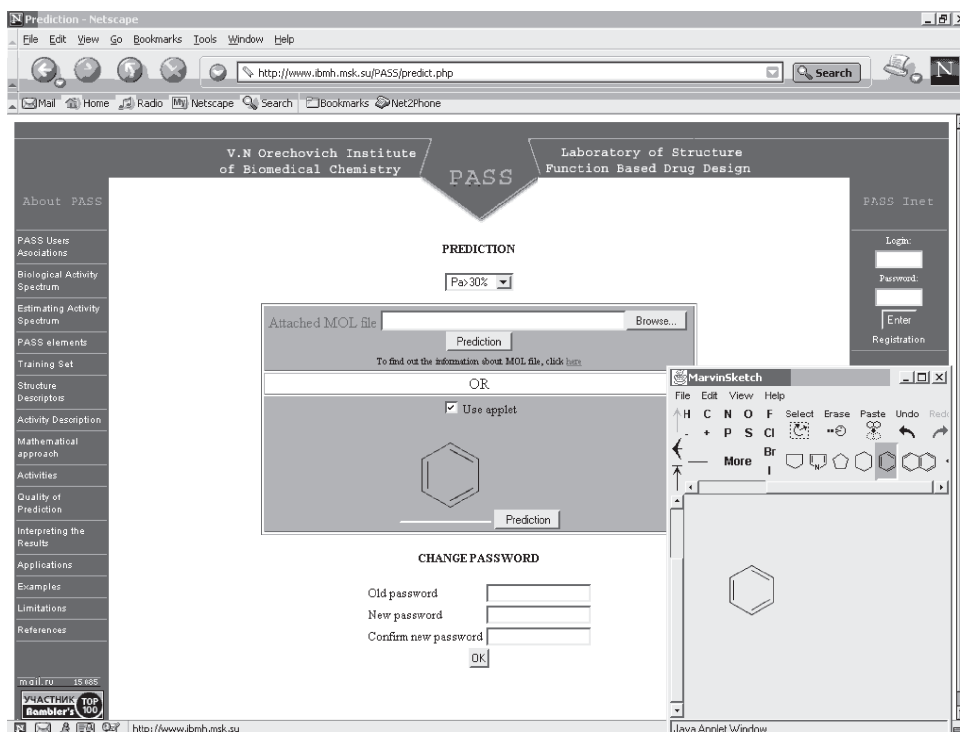 Prediction - Netscape
File Edit View Go Bookmarks Tools Window Help
http://www.ibmh.msk.su/PASS/predict.php
Search
N
Mail Home Radio My Netscape Search Bookmarks Net2Phone
V.N Orechovich Institute
of Biomedical Chemistry
PASS
Laboratory of Structure
Function Based Drug Design
About PASS
PASS Users
Asociations
Biological Activity
Spectrum
Estimating Activity
Spectrum
PASS elements
Training Set
Structure
Descriptors
Activity Description
Mathematical
approach
Activities
Quality of
Prediction
Interpreting the
Results
Applications
Examples
Limitations
References
mail.ru
УЧАСТНИК TOP
Rambler's 100
PREDICTION
Pa>30%
Attached MOL file Browse...
Prediction
To find out the information about MOL file, click here
OR
Use applet
Prediction
CHANGE PASSWORD
Old password
New password
Confirm new password
OK
PASS Inet
Login:
Password:
Enter
Registration
MarvinSketch
File Edit View Help
H C N O F Select Erase Paste Undo Redo
- + P S Cl
More Br
I
N
Java Applet Window
http://www.ibmh.msk.su